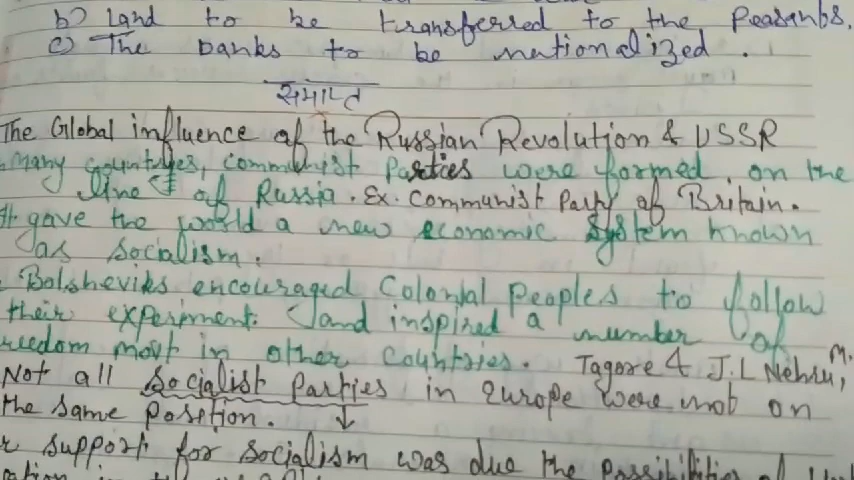 b) Land to be transferred to the Peasants.
c) The banks to be nationalized.
समाप्त
The Global influence of the Russian Revolution & USSR
Many countries, communist Parties were formed, on the
line of Russia. Ex. Communist Party of Britain.
It gave the world a new economic system known
as socialism.
Bolsheviks encouraged Colonial Peoples to follow
their experiment. and inspired a number of
freedom movt in other Countries. Tagore & J.L Nehru, M.
Not all Socialist Parties in Europe were not on
the same Position.
support for socialism was due the Possibilities of